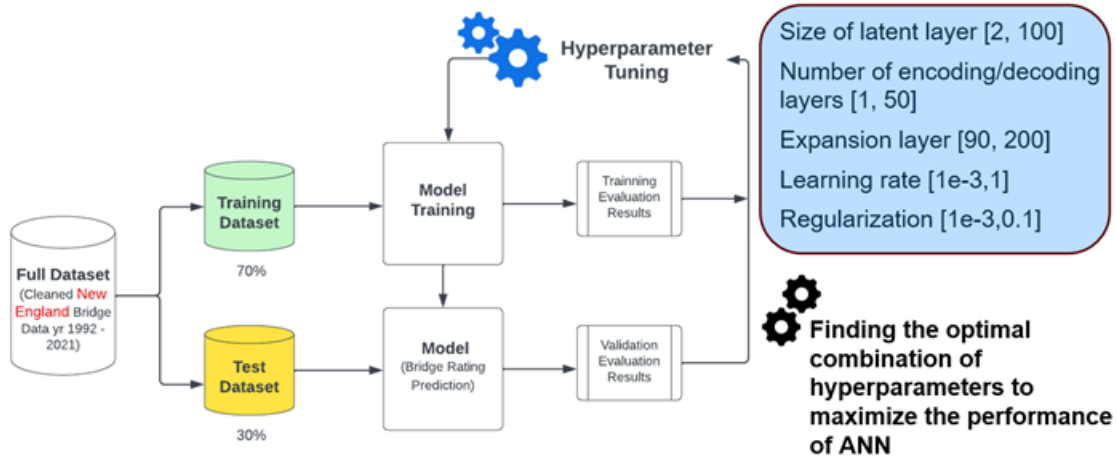 Hyperparameter
Tuning
Size of latent layer [2, 100]
Number of encoding/decoding
layers [1, 50]
Expansion layer [90, 200]
Learning rate [1e-3,1]
Regularization [1e-3,0.1]
Training
Dataset
70%
Model
Training
Trainning
Evaluation
Results
Full Dataset
(Cleaned New
England Bridge
Data yr 1992 -
2021)
Test
Dataset
30%
Model
(Bridge Rating
Prediction)
Validation
Evaluation
Results
Finding the optimal
combination of
hyperparameters to
maximize the performance
of ANN